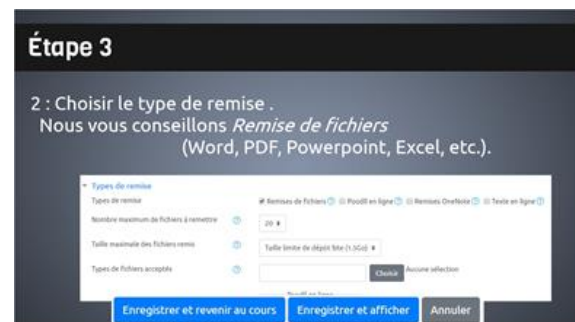 Étape 3
2 : Choisir le type de remise .
Nous vous conseillons Remise de fichiers
(Word, PDF, Powerpoint, Excel, etc.).
Types de remise
Types de remise Remises de fichiers Poodll en ligne Remises OneNote Texte en ligne
Nombre maximum de fichiers à remettre 20
Taille maximale des fichiers remis Taille limite de dépôt Site (1.5Go)
Types de fichiers acceptés Choisir Aucune sélection
Enregistrer et revenir au cours Enregistrer et afficher Annuler